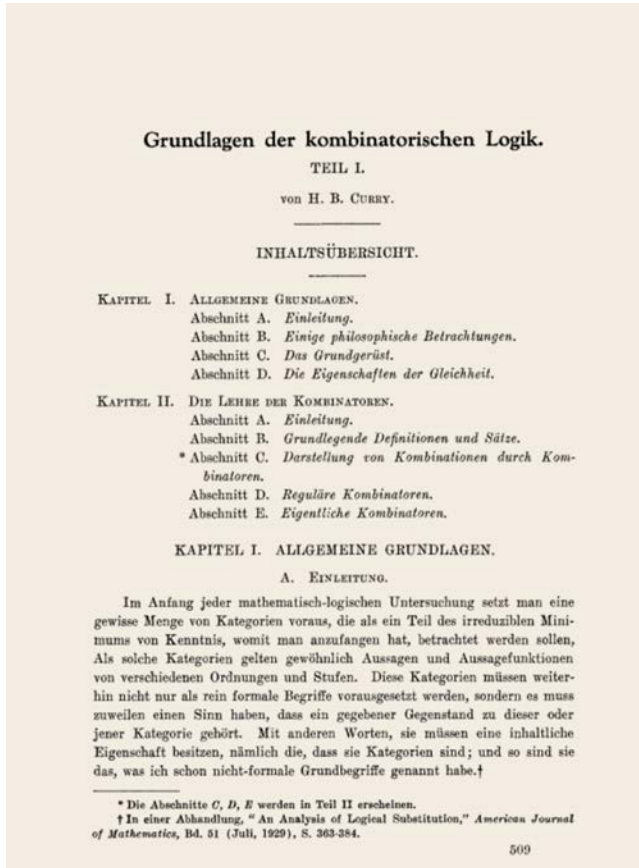 Grundlagen der kombinatorischen Logik.
TEIL I.
von H. B. CURRY.
INHALTSÜBERSICHT.
KAPITEL I. ALLGEMEINE GRUNDLAGEN.
Abschnitt A. Einleitung.
Abschnitt B. Einige philosophische Betrachtungen.
Abschnitt C. Das Grundgerüst.
Abschnitt D. Die Eigenschaften der Gleichheit.
KAPITEL II. DIE LEHRE DER KOMBINATOREN.
Abschnitt A. Einleitung.
Abschnitt B. Grundlegende Definitionen und Sätze.
* Abschnitt C. Darstellung von Kombinationen durch Kom-
binatoren.
Abschnitt D. Reguläre Kombinatoren.
Abschnitt E. Eigentliche Kombinatoren.
KAPITEL I. ALLGEMEINE GRUNDLAGEN.
A. EINLEITUNG.
Im Anfang jeder mathematisch-logischen Untersuchung setzt man eine
gewisse Menge von Kategorien voraus, die als ein Teil des irreduziblen Mini-
mums von Kenntnis, womit man anzufangen hat, betrachtet werden sollen,
Als solche Kategorien gelten gewöhnlich Aussagen und Aussagefunktionen
von verschiedenen Ordnungen und Stufen. Diese Kategorien müssen weiter-
hin nicht nur als rein formale Begriffe vorausgesetzt werden, sondern es muss
zuweilen einen Sinn haben, dass ein gegebener Gegenstand zu dieser oder
jener Kategorie gehört. Mit anderen Worten, sie müssen eine inhaltliche
Eigenschaft besitzen, nämlich die, dass sie Kategorien sind; und so sind sie
das, was ich schon nicht-formale Grundbegriffe genannt habe.†
* Die Abschnitte C, D, E werden in Teil II erscheinen.
† In einer Abhandlung, "An Analysis of Logical Substitution," American Journal
of Mathematics, Bd. 51 (Juli, 1929), S. 363-384.
509